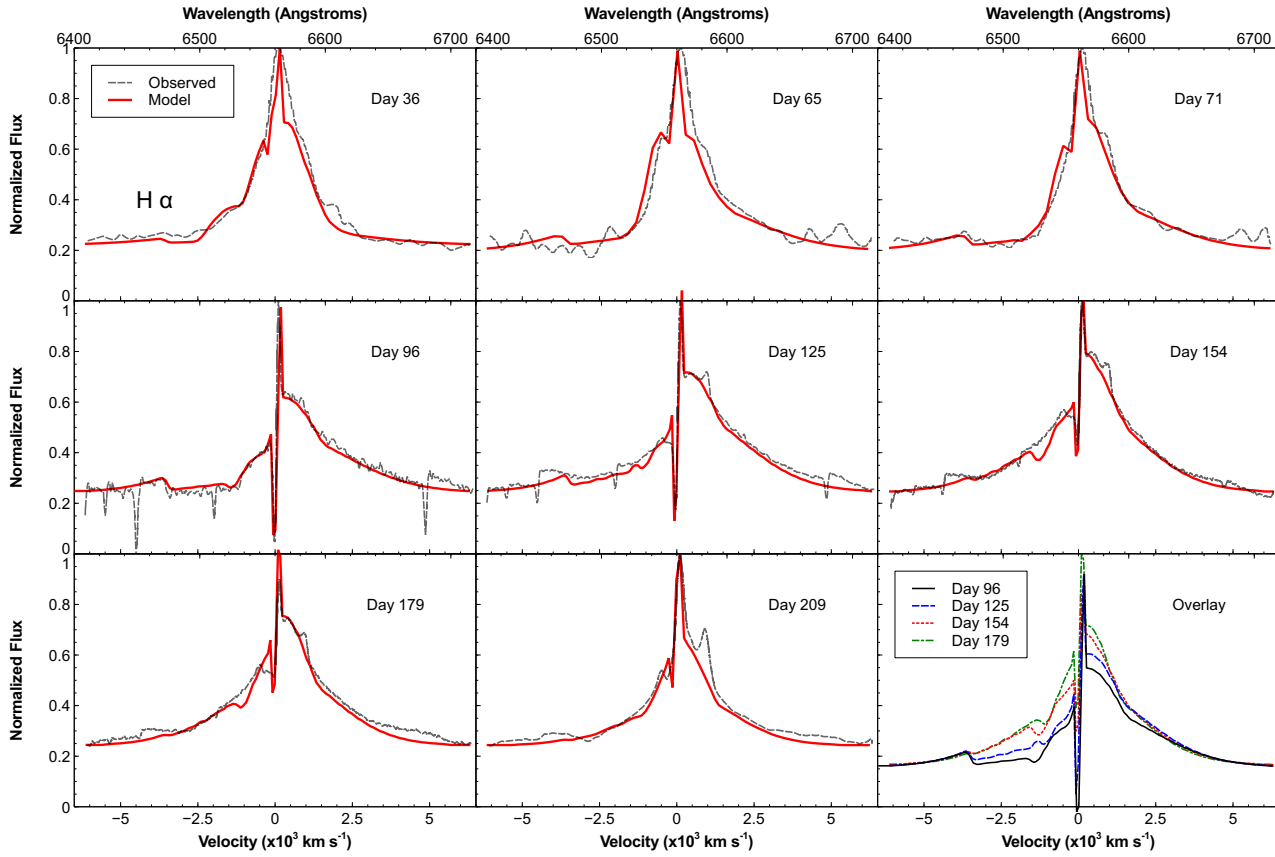 Wavelength (Angstroms) Wavelength (Angstroms) Wavelength (Angstroms)
6400 6500 6600 6700 6400 6500 6600 6700 6400 6500 6600 6700
Normalized Flux
1
0.8
0.6
0.4
0.2
0
Observed
Model
Day 36
H α
Day 65
Day 71
Normalized Flux
1
0.8
0.6
0.4
0.2
0
Day 96
Day 125
Day 154
Normalized Flux
1
0.8
0.6
0.4
0.2
0
Day 179
Day 209
Day 96
Day 125
Day 154
Day 179
Overlay
−5 −2.5 0 2.5 5 −5 −2.5 0 2.5 5 −5 −2.5 0 2.5 5
Velocity (x10³ km s⁻¹) Velocity (x10³ km s⁻¹) Velocity (x10³ km s⁻¹)